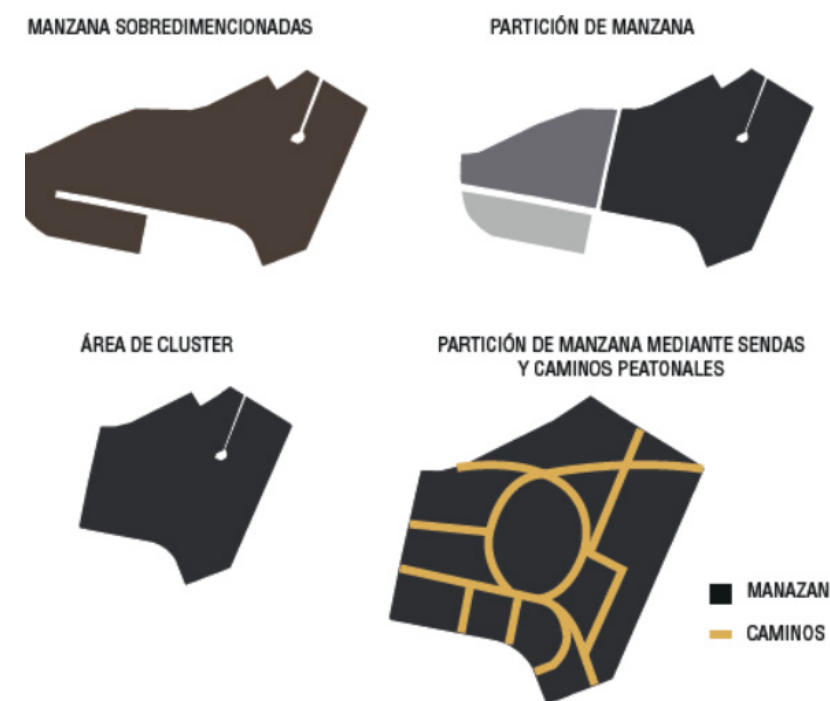 MANZANA SOBREDIMENCIONADAS
PARTICIÓN DE MANZANA
ÁREA DE CLUSTER
PARTICIÓN DE MANZANA MEDIANTE SENDAS
Y CAMINOS PEATONALES
MANAZAN
CAMINOS